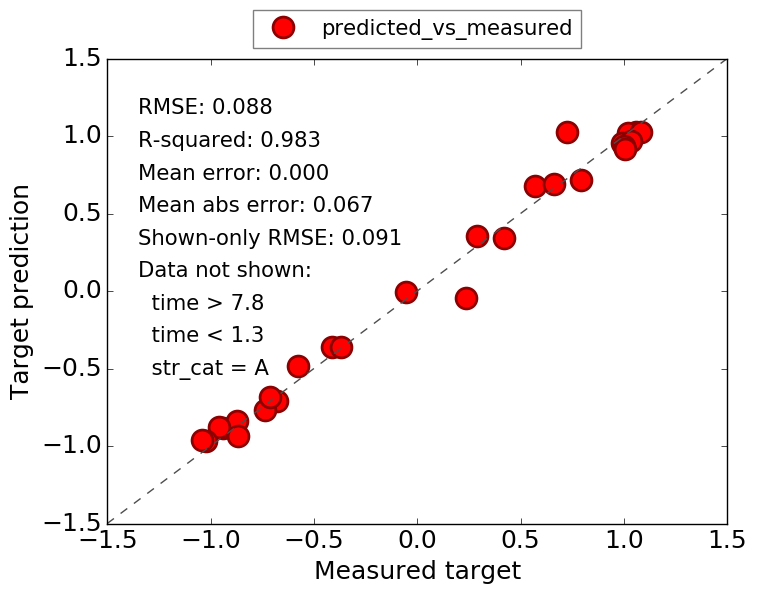 predicted_vs_measured
1.5
1.0
0.5
0.0
−0.5
−1.0
−1.5
Target prediction
RMSE: 0.088
R-squared: 0.983
Mean error: 0.000
Mean abs error: 0.067
Shown-only RMSE: 0.091
Data not shown:
time > 7.8
time < 1.3
str_cat = A
−1.5 −1.0 −0.5 0.0 0.5 1.0 1.5
Measured target